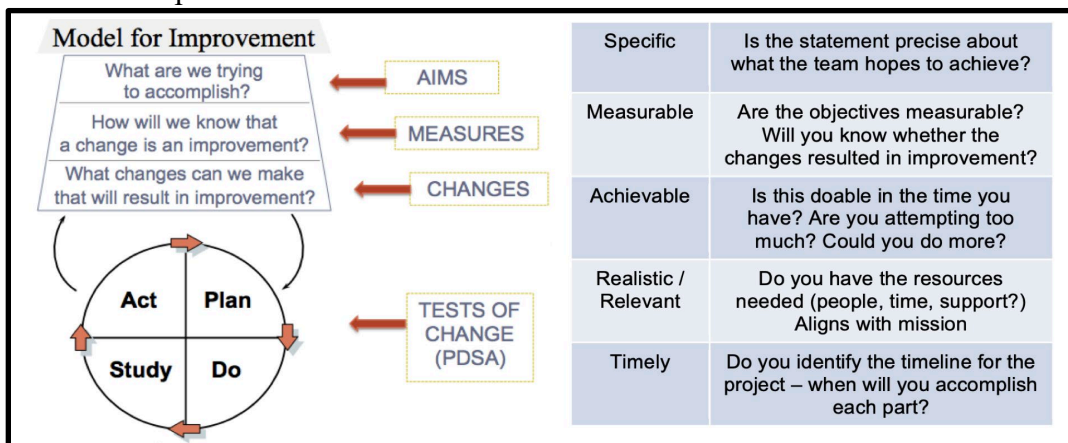 Model for Improvement
What are we trying
to accomplish?
How will we know that
a change is an improvement?
What changes can we make
that will result in improvement?
AIMS
MEASURES
CHANGES
Act
Plan
Study
Do
TESTS OF
CHANGE
(PDSA)
Specific
Is the statement precise about
what the team hopes to achieve?
Measurable
Are the objectives measurable?
Will you know whether the
changes resulted in improvement?
Achievable
Is this doable in the time you
have? Are you attempting too
much? Could you do more?
Realistic /
Relevant
Do you have the resources
needed (people, time, support?)
Aligns with mission
Timely
Do you identify the timeline for the
project – when will you accomplish
each part?